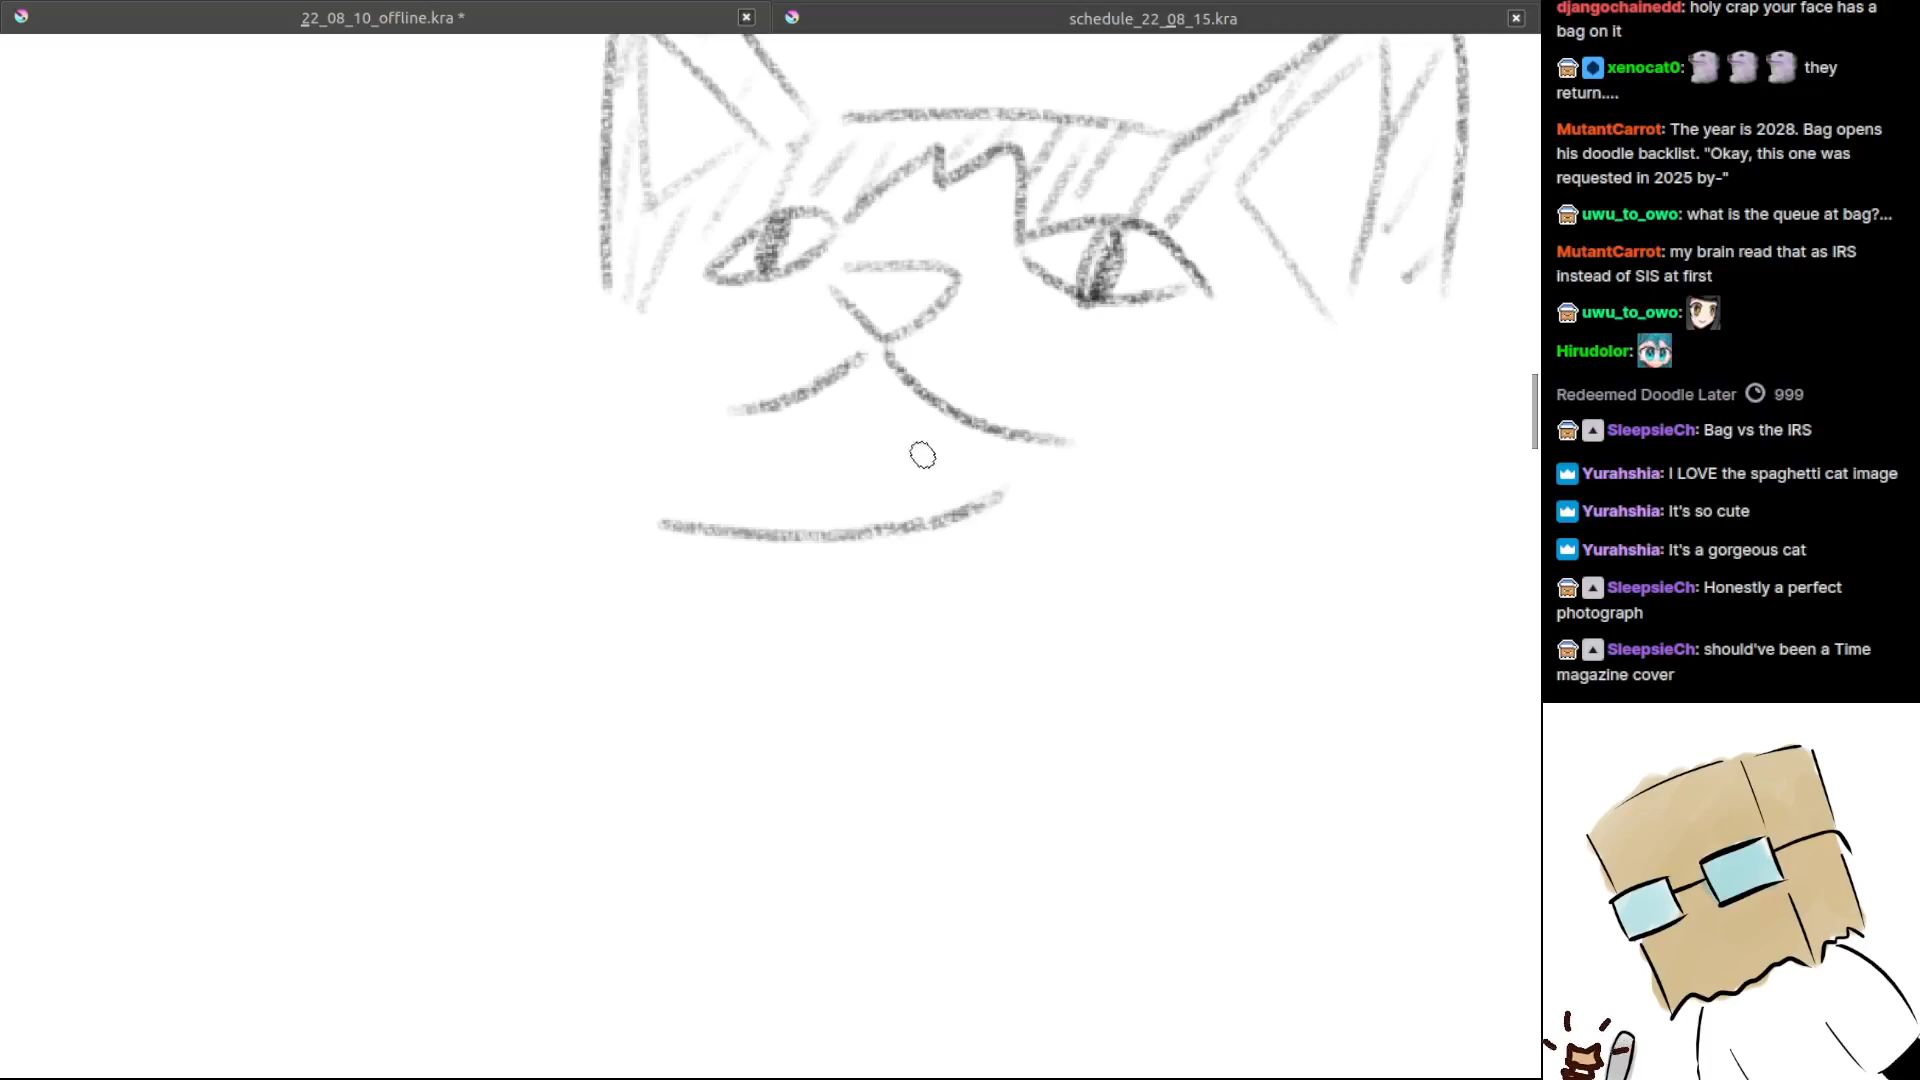 22_08_10_offline.kra *
schedule_22_08_15.kra
djangochainedd: holy crap your face has a
bag on it
xenocat0: they
return....
MutantCarrot: The year is 2028. Bag opens
his doodle backlist. "Okay, this one was
requested in 2025 by-"
uwu_to_owo: what is the queue at bag?...
MutantCarrot: my brain read that as IRS
instead of SIS at first
uwu_to_owo:
Hirudolor:
Redeemed Doodle Later 999
SleepsieCh: Bag vs the IRS
Yurahshia: I LOVE the spaghetti cat image
Yurahshia: It's so cute
Yurahshia: It's a gorgeous cat
SleepsieCh: Honestly a perfect
photograph
SleepsieCh: should've been a Time
magazine cover